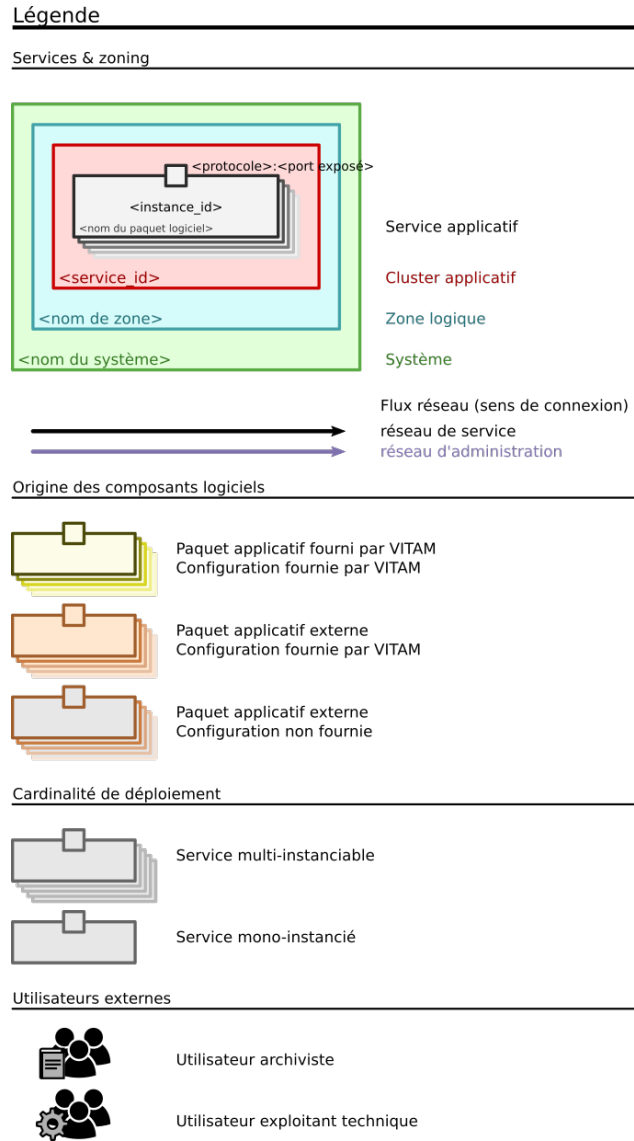 Légende
Services & zoning
<protocole>:<port exposé>
<instance_id>
<nom du paquet logiciel>
Service applicatif
<service_id>
Cluster applicatif
<nom de zone>
Zone logique
<nom du système>
Système
Flux réseau (sens de connexion)
réseau de service
réseau d'administration
Origine des composants logiciels
Paquet applicatif fourni par VITAM
Configuration fournie par VITAM
Paquet applicatif externe
Configuration fournie par VITAM
Paquet applicatif externe
Configuration non fournie
Cardinalité de déploiement
Service multi-instanciable
Service mono-instancié
Utilisateurs externes
Utilisateur archiviste
Utilisateur exploitant technique